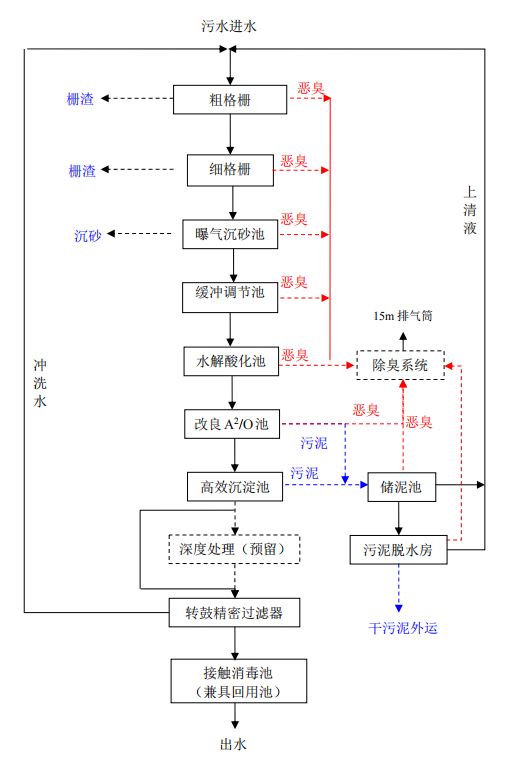 污水进水
恶臭
栅渣
粗格栅
恶臭
栅渣
细格栅
上清液
恶臭
沉砂
曝气沉砂池
恶臭
缓冲调节池
15m 排气筒
恶臭
冲洗水
水解酸化池
除臭系统
恶臭
改良 A²/O 池
恶臭
污泥
污泥
高效沉淀池
储泥池
深度处理（预留）
污泥脱水房
转鼓精密过滤器
干污泥外运
接触消毒池
（兼具回用池）
出水